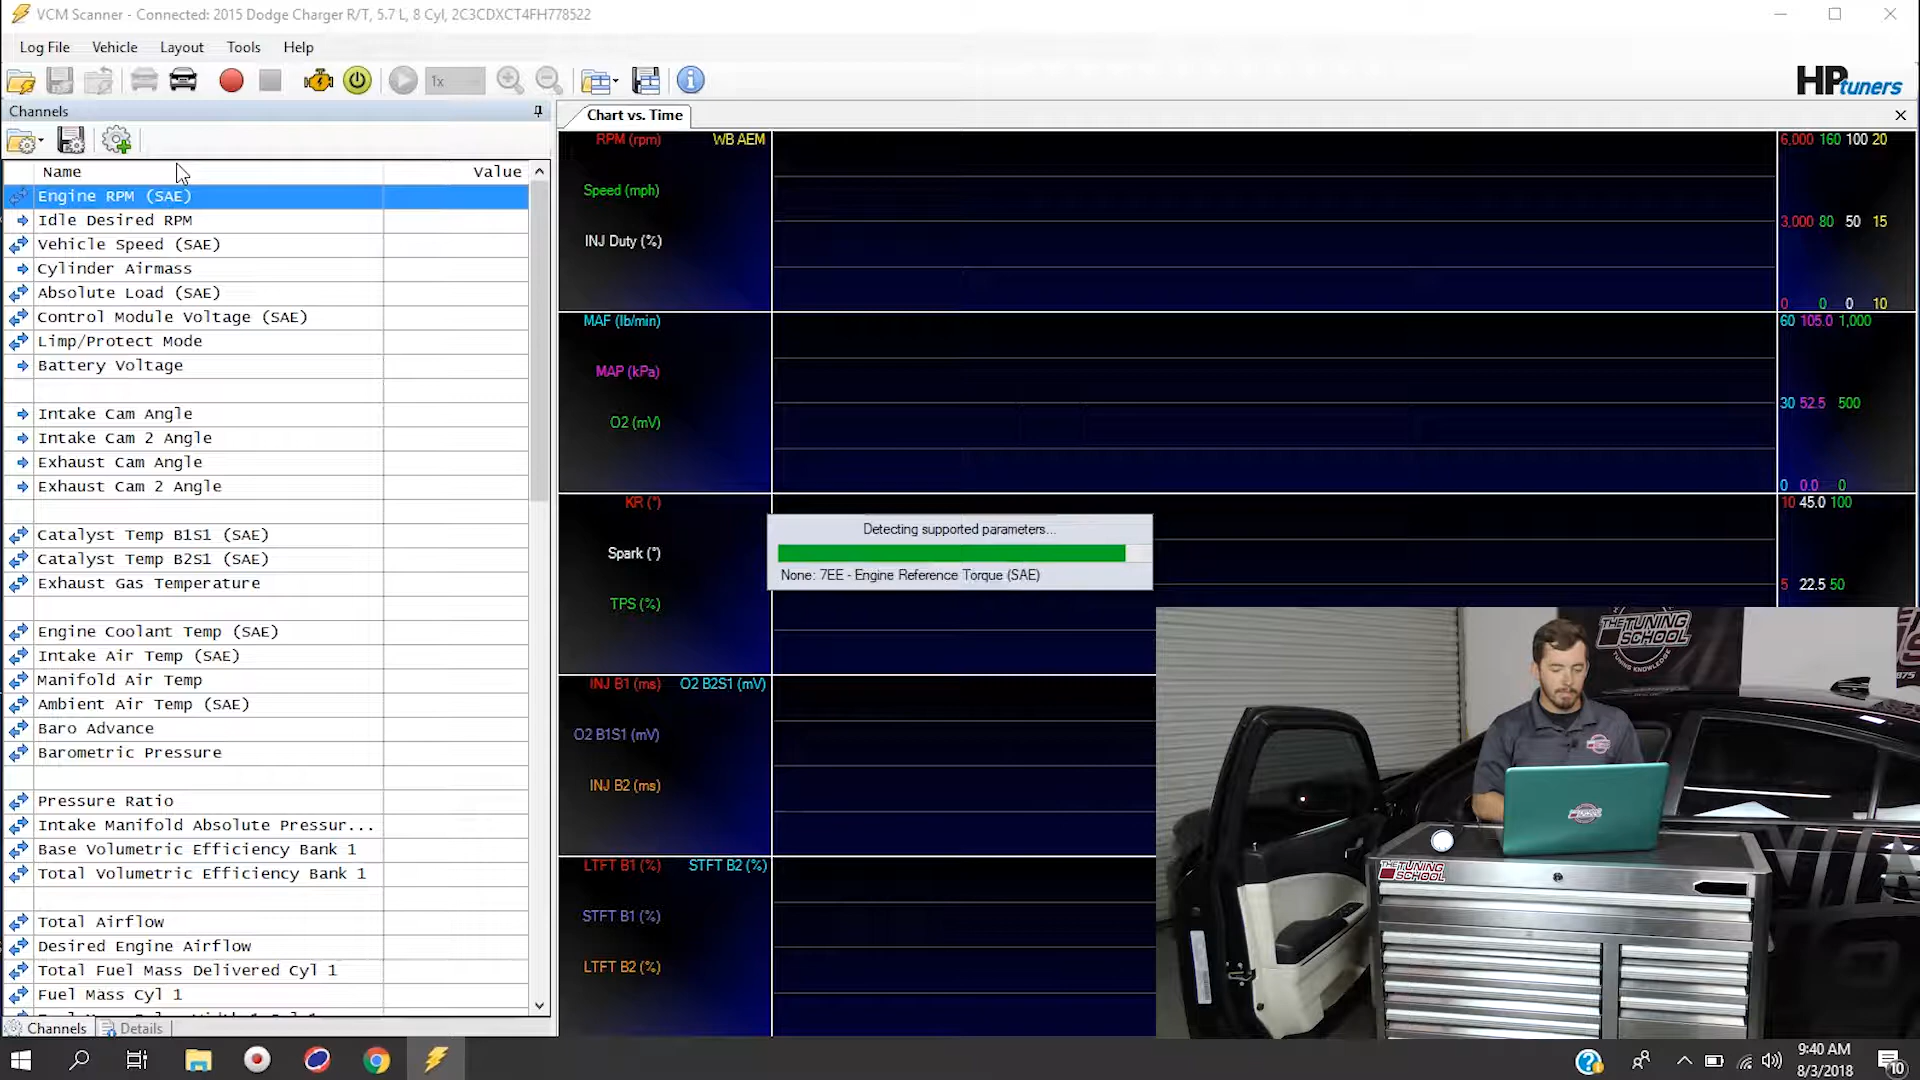 VCM Scanner - Connected: 2015 Dodge Charger R/T, 5.7 L, 8 Cyl, 2C3CDXCT4FH778522
Log File Vehicle Layout Tools Help
1x
HPtuners
Channels
Chart vs. Time
Name Value
Engine RPM (SAE)
Idle Desired RPM
Vehicle Speed (SAE)
Cylinder Airmass
Absolute Load (SAE)
Control Module Voltage (SAE)
Limp/Protect Mode
Battery Voltage
Intake Cam Angle
Intake Cam 2 Angle
Exhaust Cam Angle
Exhaust Cam 2 Angle
Catalyst Temp B1S1 (SAE)
Catalyst Temp B2S1 (SAE)
Exhaust Gas Temperature
Engine Coolant Temp (SAE)
Intake Air Temp (SAE)
Manifold Air Temp
Ambient Air Temp (SAE)
Baro Advance
Barometric Pressure
Pressure Ratio
Intake Manifold Absolute Pressur...
Base Volumetric Efficiency Bank 1
Total Volumetric Efficiency Bank 1
Total Airflow
Desired Engine Airflow
Total Fuel Mass Delivered Cyl 1
Fuel Mass Cyl 1
Channels Details
RPM (rpm) WB AEM
Speed (mph)
INJ Duty (%)
6,000 160 100 20
3,000 80 50 15
0 0 0 10
MAF (lb/min)
MAP (kPa)
O2 (mV)
60 105.0 1,000
30 52.5 500
0 0.0 0
KR (°)
Spark (°)
TPS (%)
10 45.0 100
5 22.5 50
Detecting supported parameters...
None: 7EE - Engine Reference Torque (SAE)
INJ B1 (ms) O2 B2S1 (mV)
O2 B1S1 (mV)
INJ B2 (ms)
LTFT B1 (%) STFT B2 (%)
STFT B1 (%)
LTFT B2 (%)
THE TUNING
SCHOOL
TUNING KNOWLEDGE
875
THE TUNING
SCHOOL
9:40 AM
8/3/2018
10